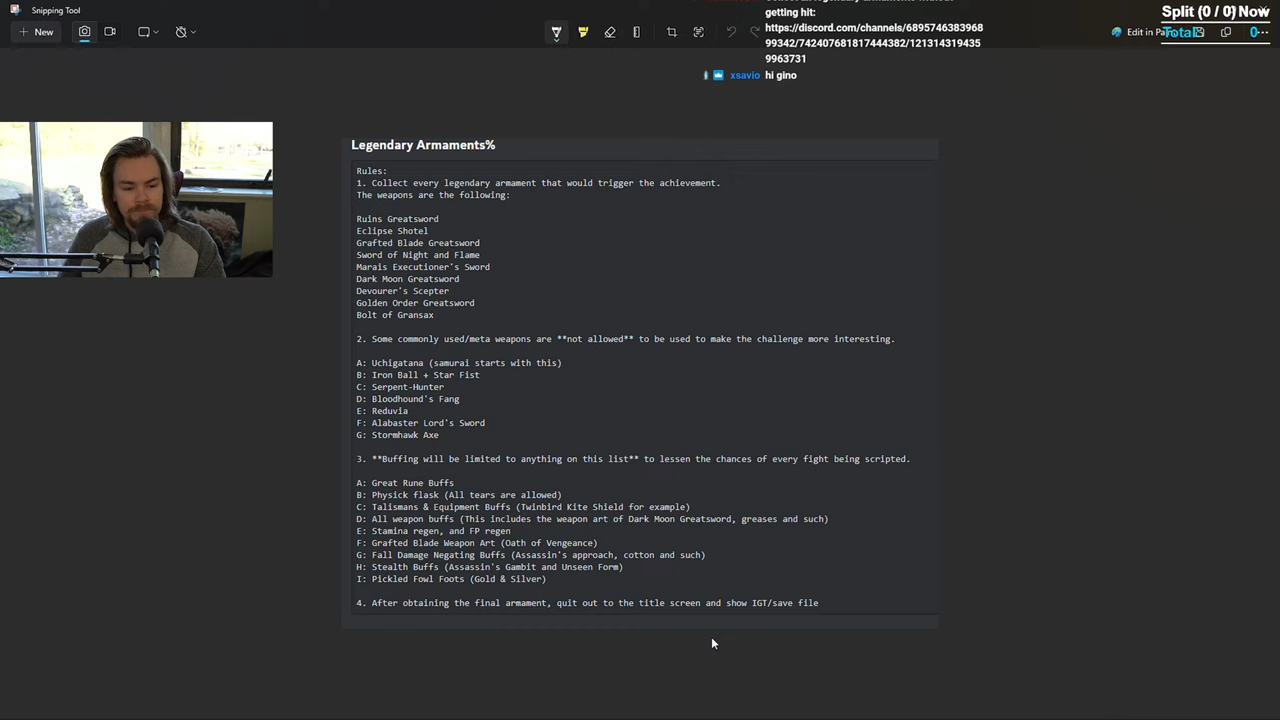 Snipping Tool
New
Edit in
getting hit:
https://discord.com/channels/6895746383968
99342/742407681817444382/121314319435
9963731
xsavio hi gino
Split (0 / 0) Now
Total
0
Legendary Armaments%
Rules:
1. Collect every legendary armament that would trigger the achievement.
The weapons are the following:
Ruins Greatsword
Eclipse Shotel
Grafted Blade Greatsword
Sword of Night and Flame
Marais Executioner's Sword
Dark Moon Greatsword
Devourer's Scepter
Golden Order Greatsword
Bolt of Gransax
2. Some commonly used/meta weapons are **not allowed** to be used to make the challenge more interesting.
A: Uchigatana (samurai starts with this)
B: Iron Ball + Star Fist
C: Serpent-Hunter
D: Bloodhound's Fang
E: Reduvia
F: Alabaster Lord's Sword
G: Stormhawk Axe
3. **Buffing will be limited to anything on this list** to lessen the chances of every fight being scripted.
A: Great Rune Buffs
B: Physick flask (All tears are allowed)
C: Talismans & Equipment Buffs (Twinbird Kite Shield for example)
D: All weapon buffs (This includes the weapon art of Dark Moon Greatsword, greases and such)
E: Stamina regen, and FP regen
F: Grafted Blade Weapon Art (Oath of Vengeance)
G: Fall Damage Negating Buffs (Assassin's approach, cotton and such)
H: Stealth Buffs (Assassin's Gambit and Unseen Form)
I: Pickled Fowl Foots (Gold & Silver)
4. After obtaining the final armament, quit out to the title screen and show IGT/save file